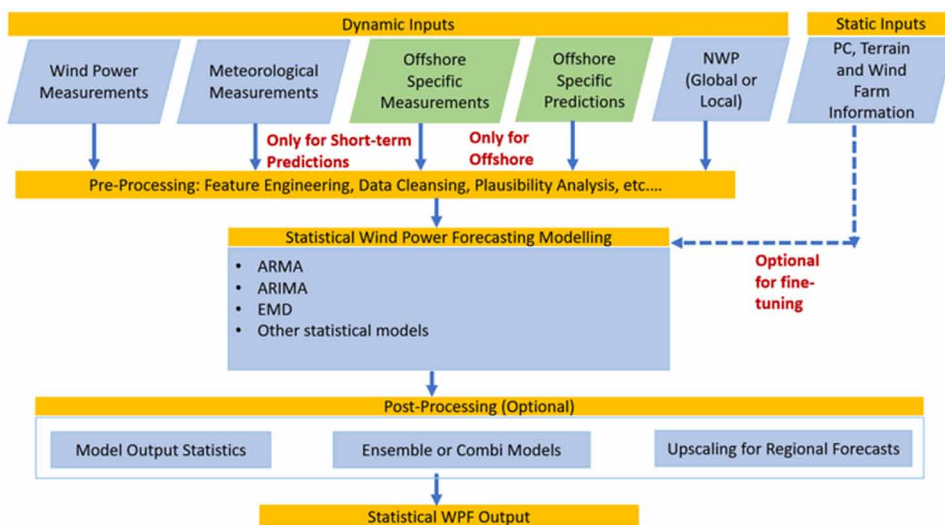 Dynamic Inputs
Static Inputs
Wind Power
Measurements
Meteorological
Measurements
Offshore
Specific
Measurements
Offshore
Specific
Predictions
NWP
(Global or
Local)
PC, Terrain
and Wind
Farm
Information
Only for Short-term
Predictions
Only for
Offshore
Pre-Processing: Feature Engineering, Data Cleansing, Plausibility Analysis, etc....
Statistical Wind Power Forecasting Modelling
• ARMA
• ARIMA
• EMD
• Other statistical models
Optional
for fine-
tuning
Post-Processing (Optional)
Model Output Statistics
Ensemble or Combi Models
Upscaling for Regional Forecasts
Statistical WPF Output